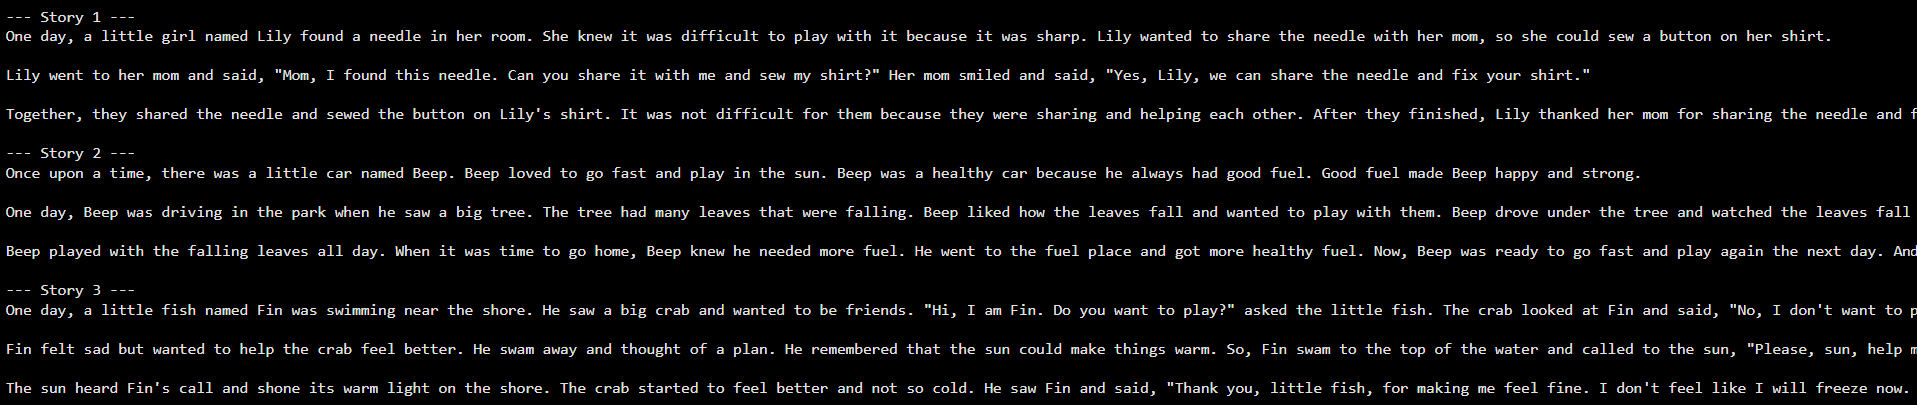 --- Story 1 ---
One day, a little girl named Lily found a needle in her room. She knew it was difficult to play with it because it was sharp. Lily wanted to share the needle with her mom, so she could sew a button on her shirt.
Lily went to her mom and said, "Mom, I found this needle. Can you share it with me and sew my shirt?" Her mom smiled and said, "Yes, Lily, we can share the needle and fix your shirt."
Together, they shared the needle and sewed the button on Lily's shirt. It was not difficult for them because they were sharing and helping each other. After they finished, Lily thanked her mom for sharing the needle and f
--- Story 2 ---
Once upon a time, there was a little car named Beep. Beep loved to go fast and play in the sun. Beep was a healthy car because he always had good fuel. Good fuel made Beep happy and strong.
One day, Beep was driving in the park when he saw a big tree. The tree had many leaves that were falling. Beep liked how the leaves fall and wanted to play with them. Beep drove under the tree and watched the leaves fall
Beep played with the falling leaves all day. When it was time to go home, Beep knew he needed more fuel. He went to the fuel place and got more healthy fuel. Now, Beep was ready to go fast and play again the next day. And
--- Story 3 ---
One day, a little fish named Fin was swimming near the shore. He saw a big crab and wanted to be friends. "Hi, I am Fin. Do you want to play?" asked the little fish. The crab looked at Fin and said, "No, I don't want to p
Fin felt sad but wanted to help the crab feel better. He swam away and thought of a plan. He remembered that the sun could make things warm. So, Fin swam to the top of the water and called to the sun, "Please, sun, help m
The sun heard Fin's call and shone its warm light on the shore. The crab started to feel better and not so cold. He saw Fin and said, "Thank you, little fish, for making me feel fine. I don't feel like I will freeze now.